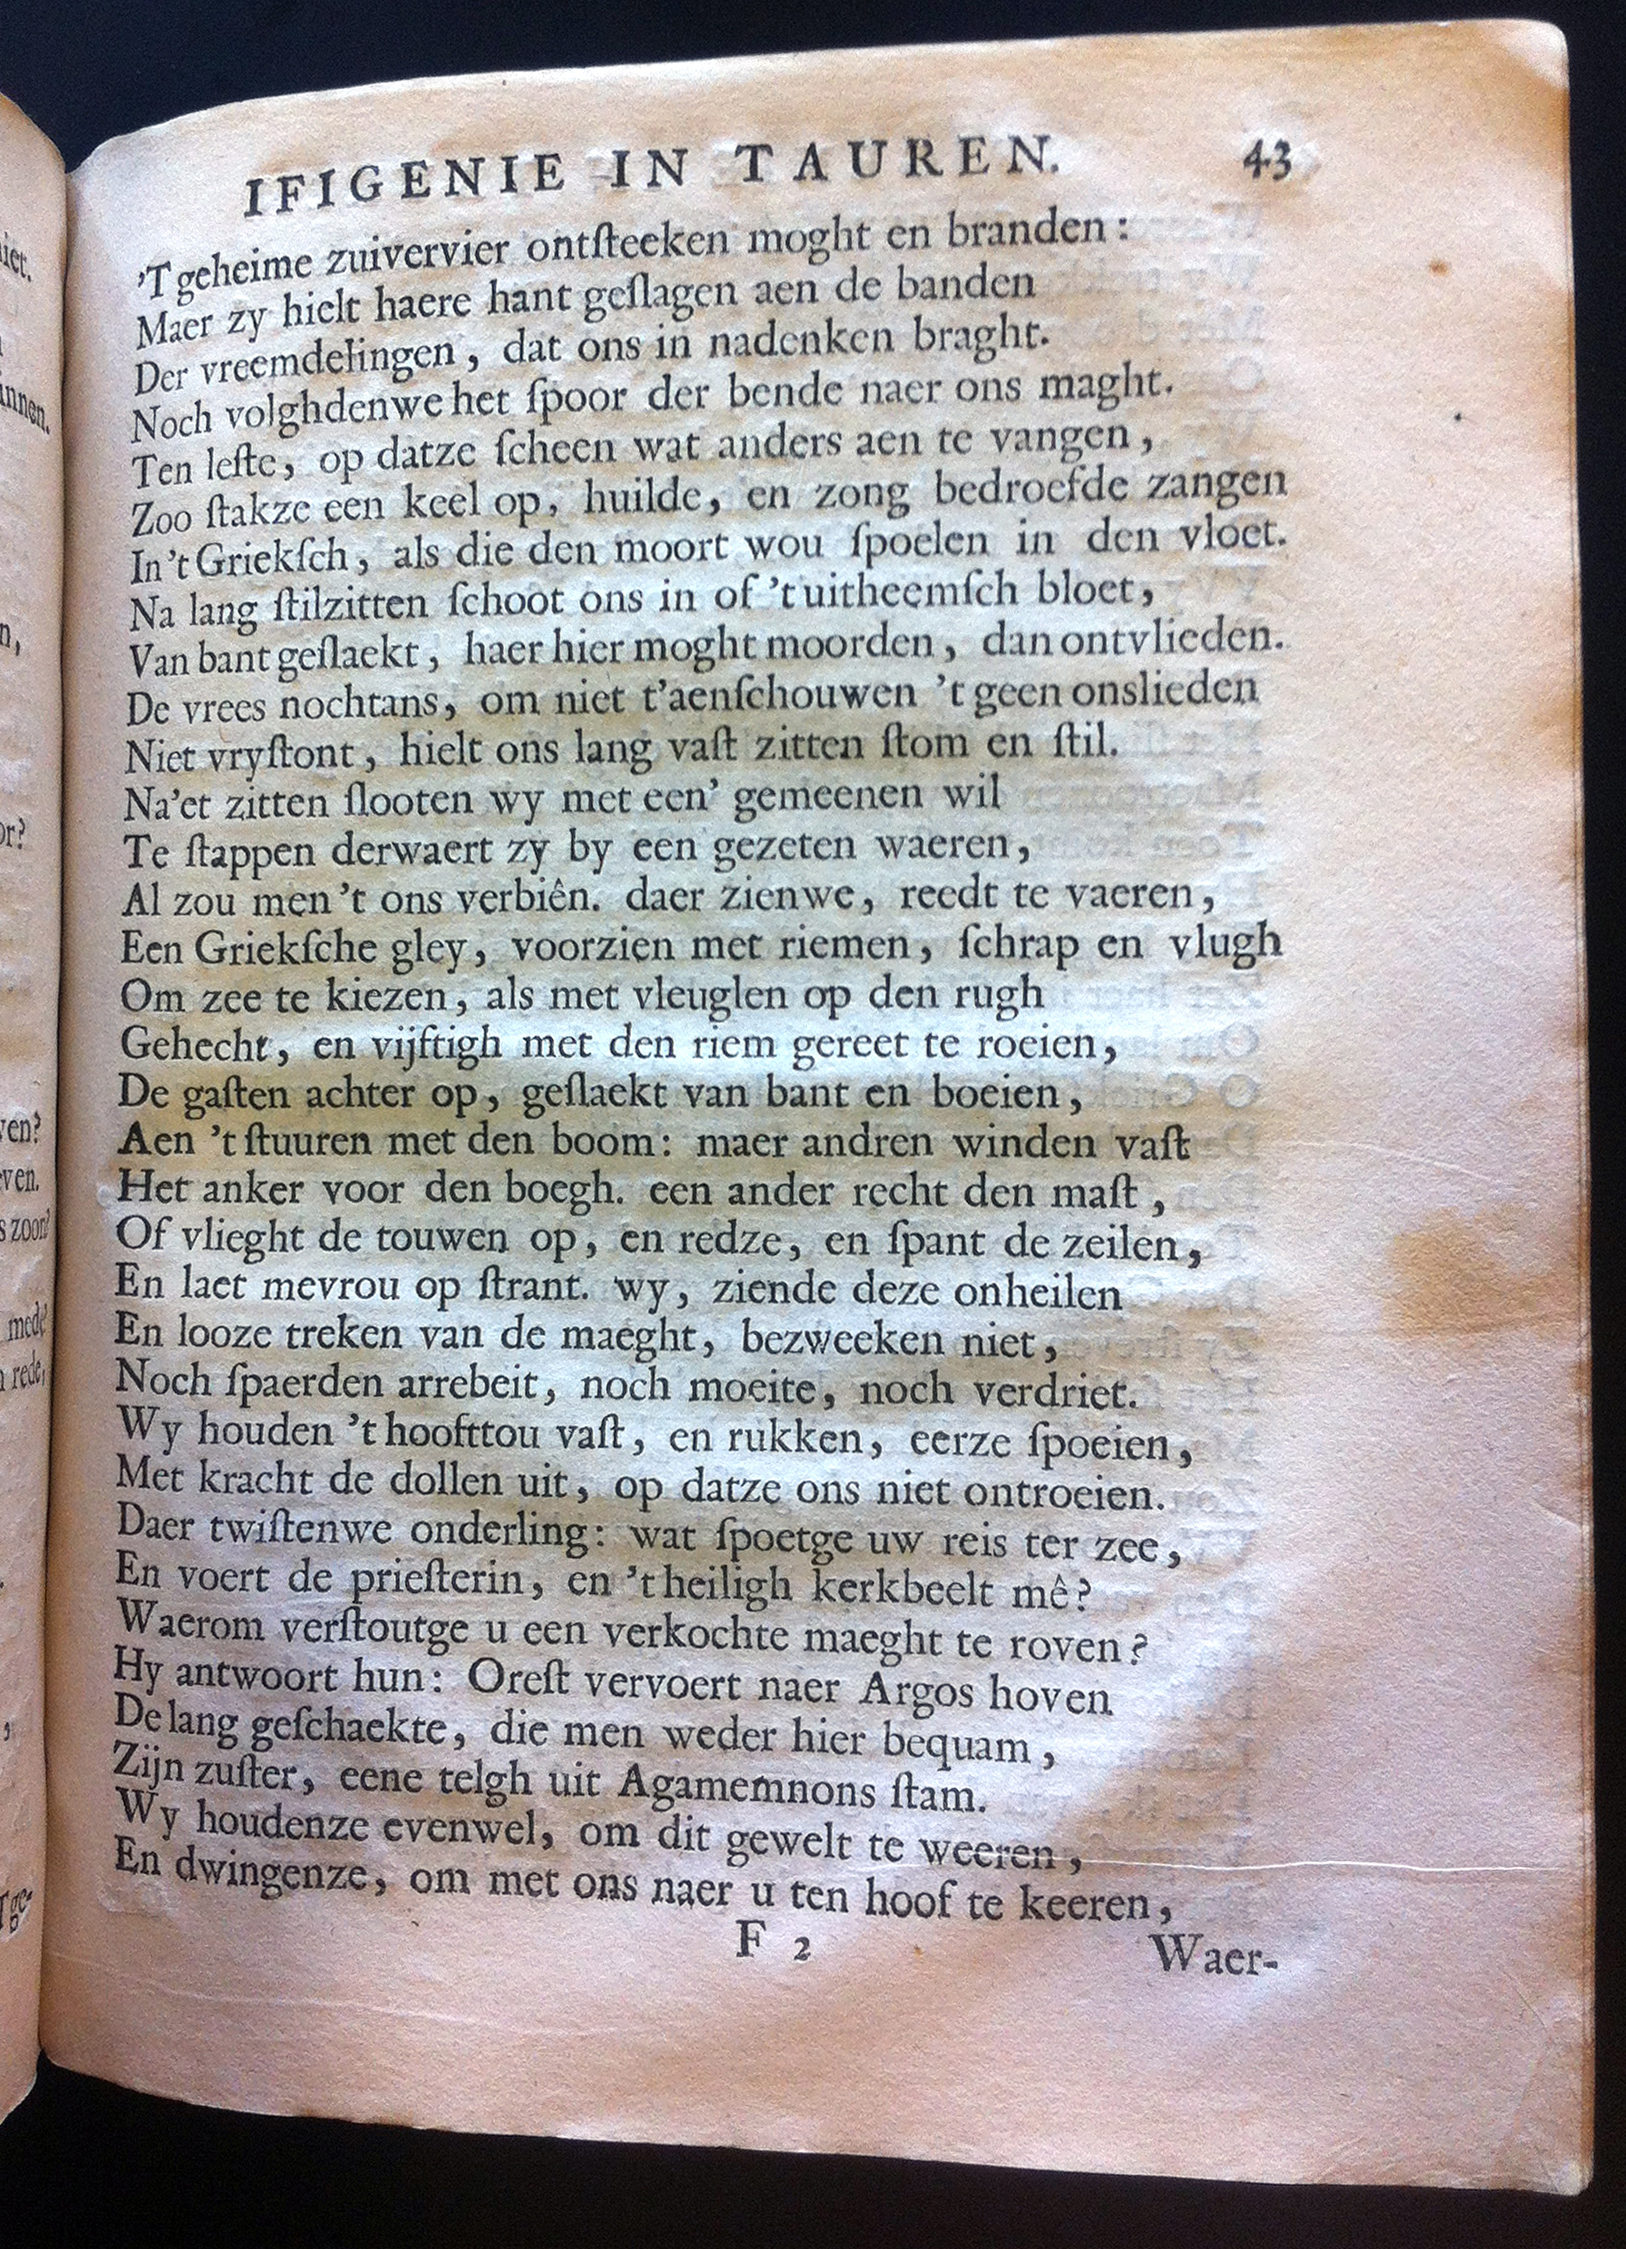 IFIGENIE IN TAUREN. 43
'T geheime zuivervier ontſteeken moght en branden:
Maer zy hielt haere hant geſlagen aen de banden
Der vreemdelingen, dat ons in nadenken braght.
Noch volghdenwe het ſpoor der bende naer ons maght.
Ten leſte, op datze ſcheen wat anders aen te vangen,
Zoo ſtakze een keel op, huilde, en zong bedroefde zangen
In 't Griekſch, als die den moort wou ſpoelen in den vloet.
Na lang ſtilzitten ſchoot ons in of 't uitheemſch bloet,
Van bant geſlaekt, haer hier moght moorden, dan ontvlieden.
De vrees nochtans, om niet t'aenſchouwen 't geen onslieden
Niet vryſtont, hielt ons lang vaſt zitten ſtom en ſtil.
Na'et zitten ſlooten wy met een' gemeenen wil
Te ſtappen derwaert zy by een gezeten waeren,
Al zou men 't ons verbiên. daer zienwe, reedt te vaeren,
Een Griekſche gley, voorzien met riemen, ſchrap en vlugh
Om zee te kiezen, als met vleuglen op den rugh
Gehecht, en vijftigh met den riem gereet te roeien,
De gaſten achter op, geſlaekt van bant en boeien,
Aen 't ſtuuren met den boom: maer andren winden vaſt
Het anker voor den boegh. een ander recht den maſt,
Of vlieght de touwen op, en redze, en ſpant de zeilen,
En laet mevrou op ſtrant. wy, ziende deze onheilen
En looze treken van de maeght, bezweeken niet,
Noch ſpaerden arrebeit, noch moeite, noch verdriet.
Wy houden 't hoofttou vaſt, en rukken, eerze ſpoeien,
Met kracht de dollen uit, op datze ons niet ontroeien.
Daer twiſtenwe onderling: wat ſpoetge uw reis ter zee,
En voert de prieſterin, en 't heiligh kerkbeelt mê?
Waerom verſtoutge u een verkochte maeght te roven?
Hy antwoort hun: Oreſt vervoert naer Argos hoven
De lang geſchaekte, die men weder hier bequam,
Zijn zuſter, eene telgh uit Agamemnons ſtam.
Wy houdenze evenwel, om dit gewelt te weeren,
En dwingenze, om met ons naer u ten hoof te keeren,
F 2 Waer-